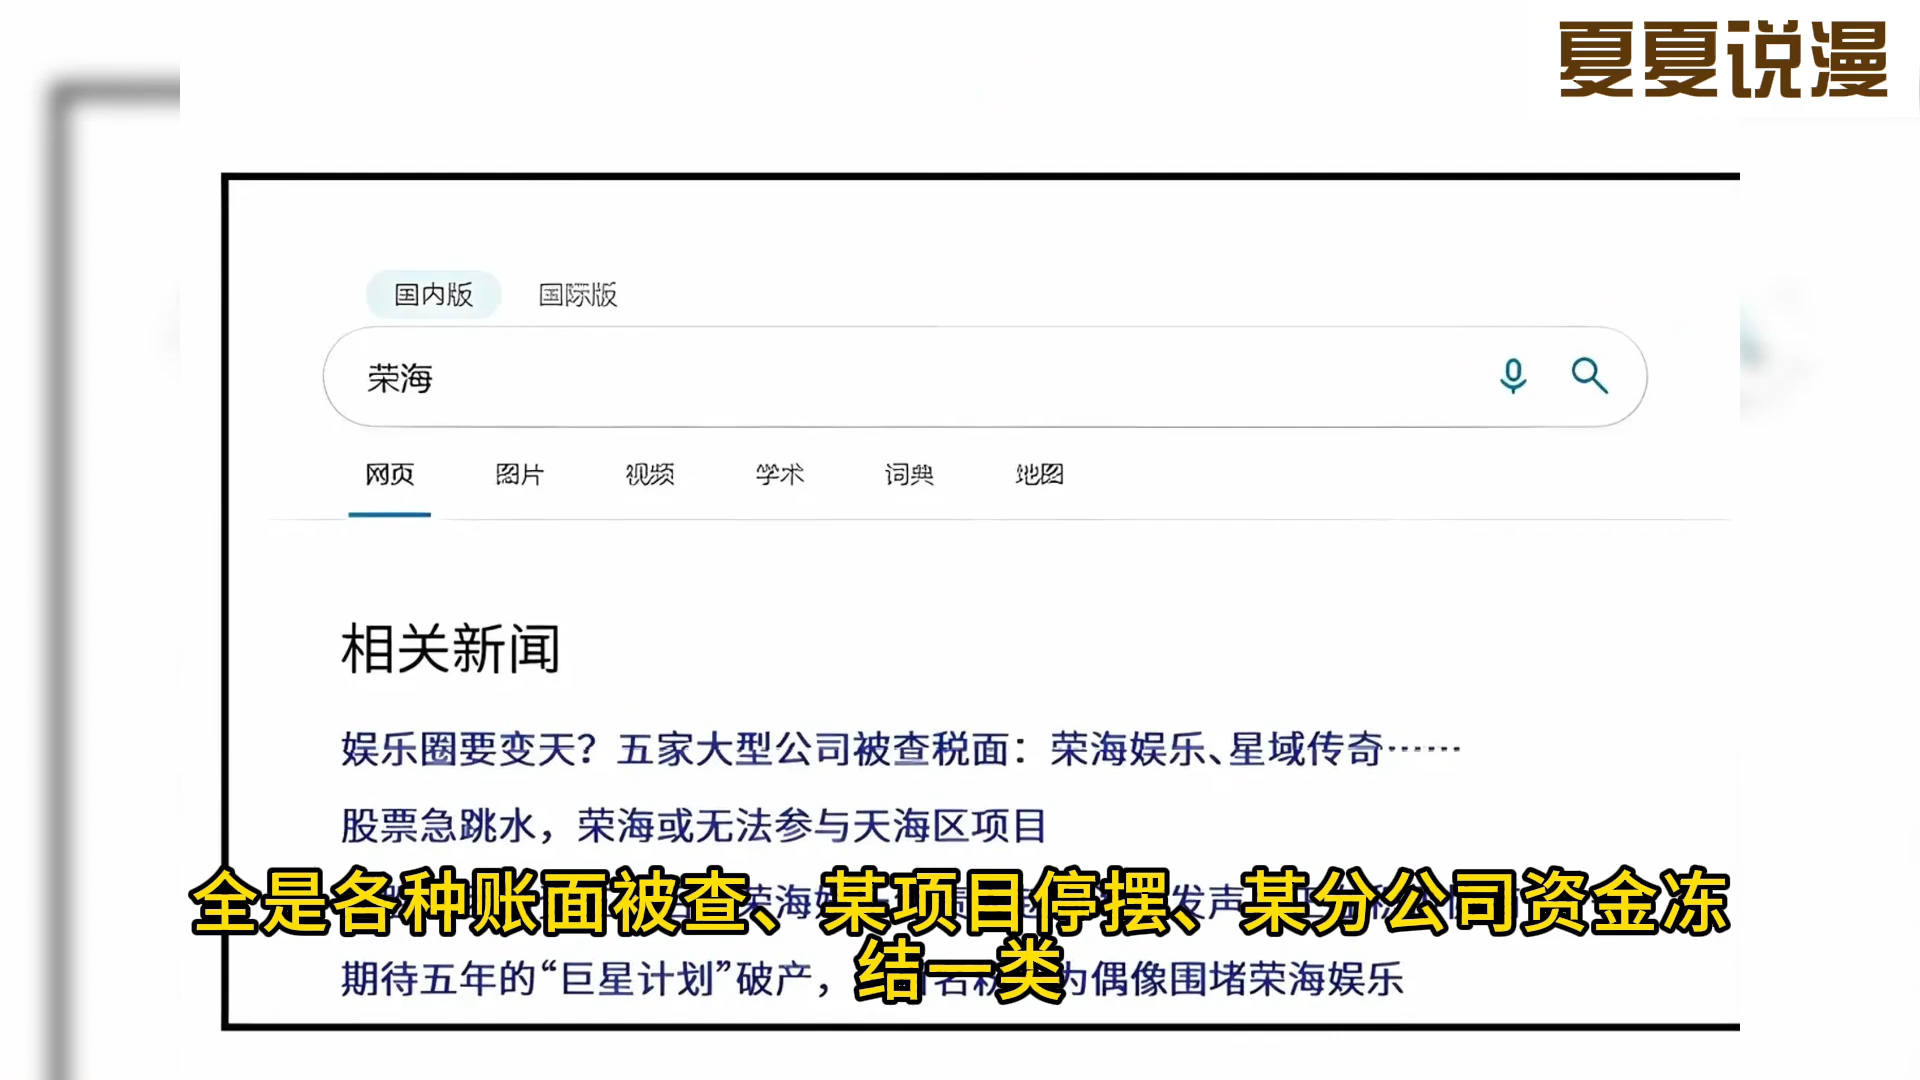 夏夏说漫
国内版 国际版
荣海
网页 图片 视频 学术 词典 地图
相关新闻
娱乐圈要变天？五家大型公司被查税面：荣海娱乐、星域传奇……
股票急跳水，荣海或无法参与天海区项目
全是各种账面被查、某项目停摆、某分公司资金冻
结一类
荣海 发声
期待五年的“巨星计划”破产， 为偶像围堵荣海娱乐